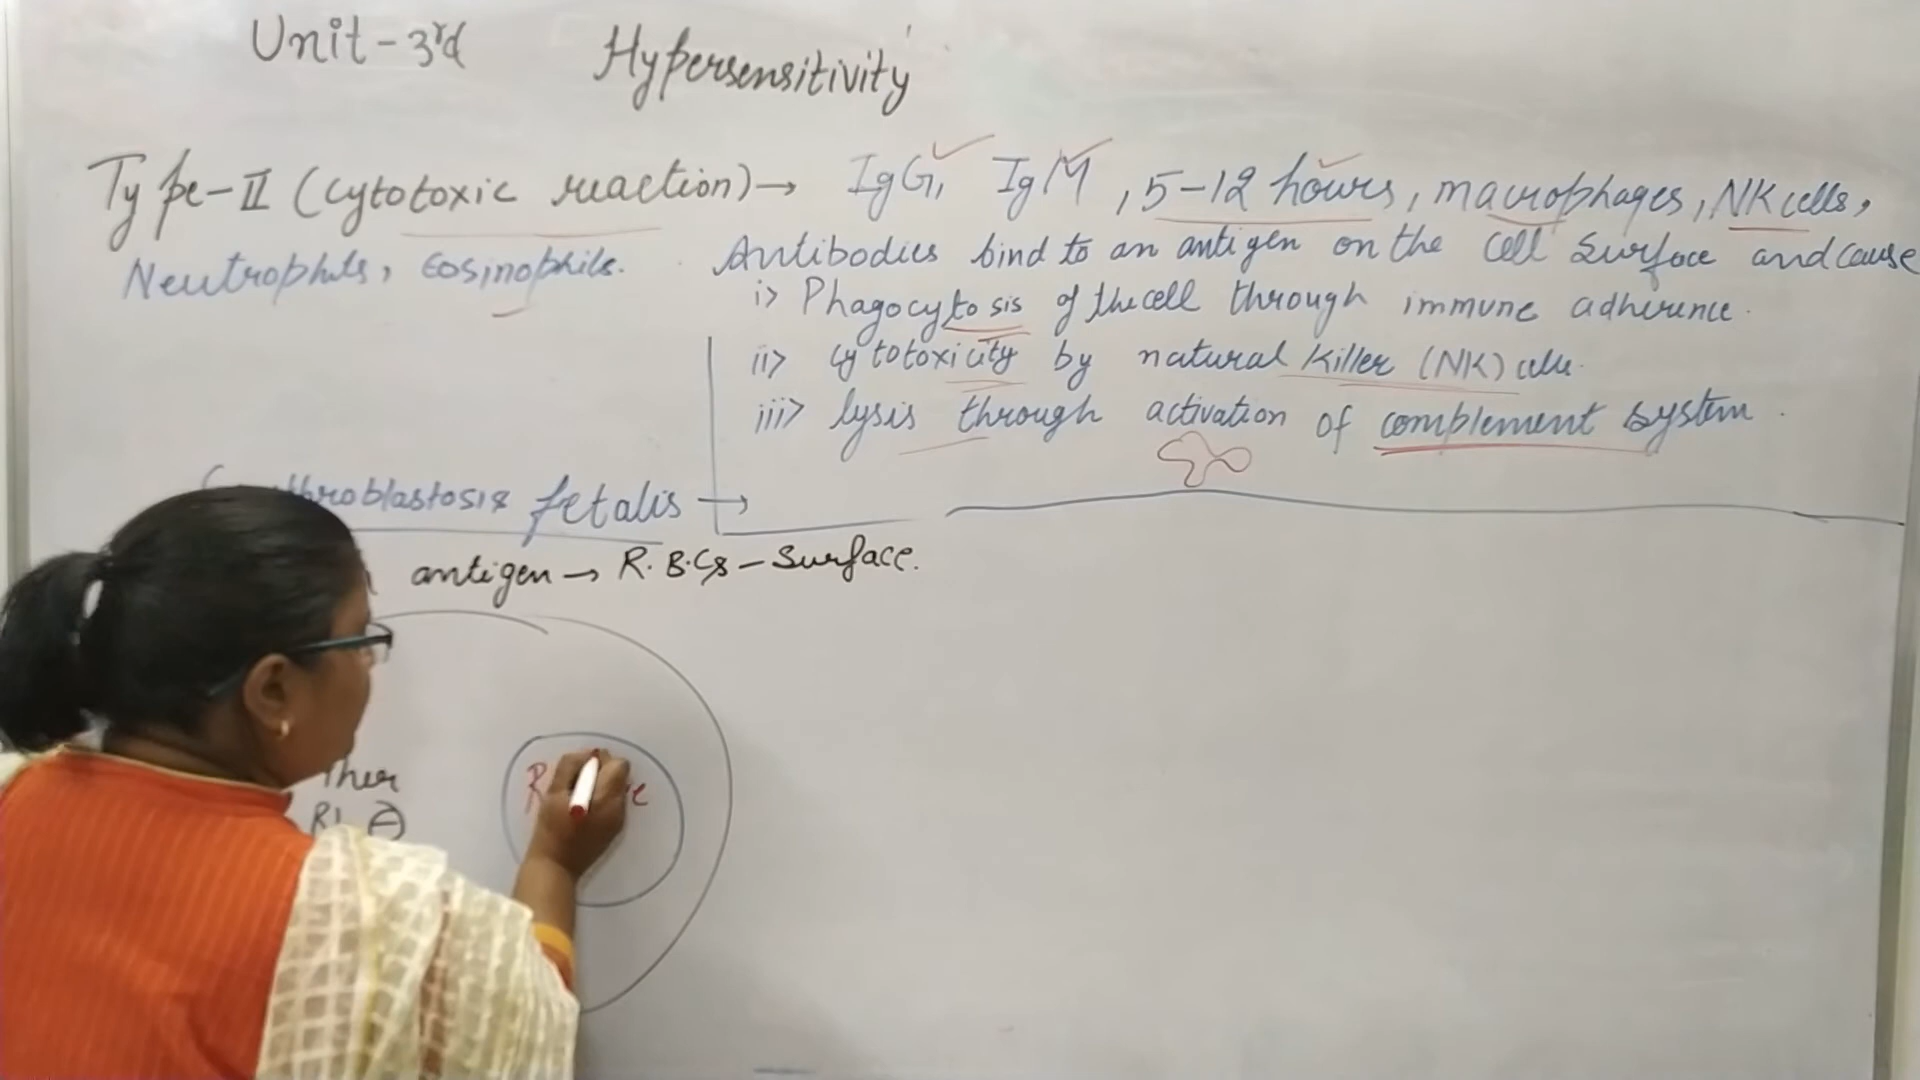 Unit-3rd Hypersensitivity
Type-II (Cytotoxic reaction) → IgG, IgM, 5-12 hours, macrophages, NK cells,
Neutrophils, Eosinophils. Antibodies bind to an antigen on the cell surface and cause
i> Phagocytosis of the cell through immune adherence.
ii> Cytotoxicity by natural killer (NK) cells.
iii> lysis through activation of complement system.
fetalis →
antigen → R.B.Cs - Surface.